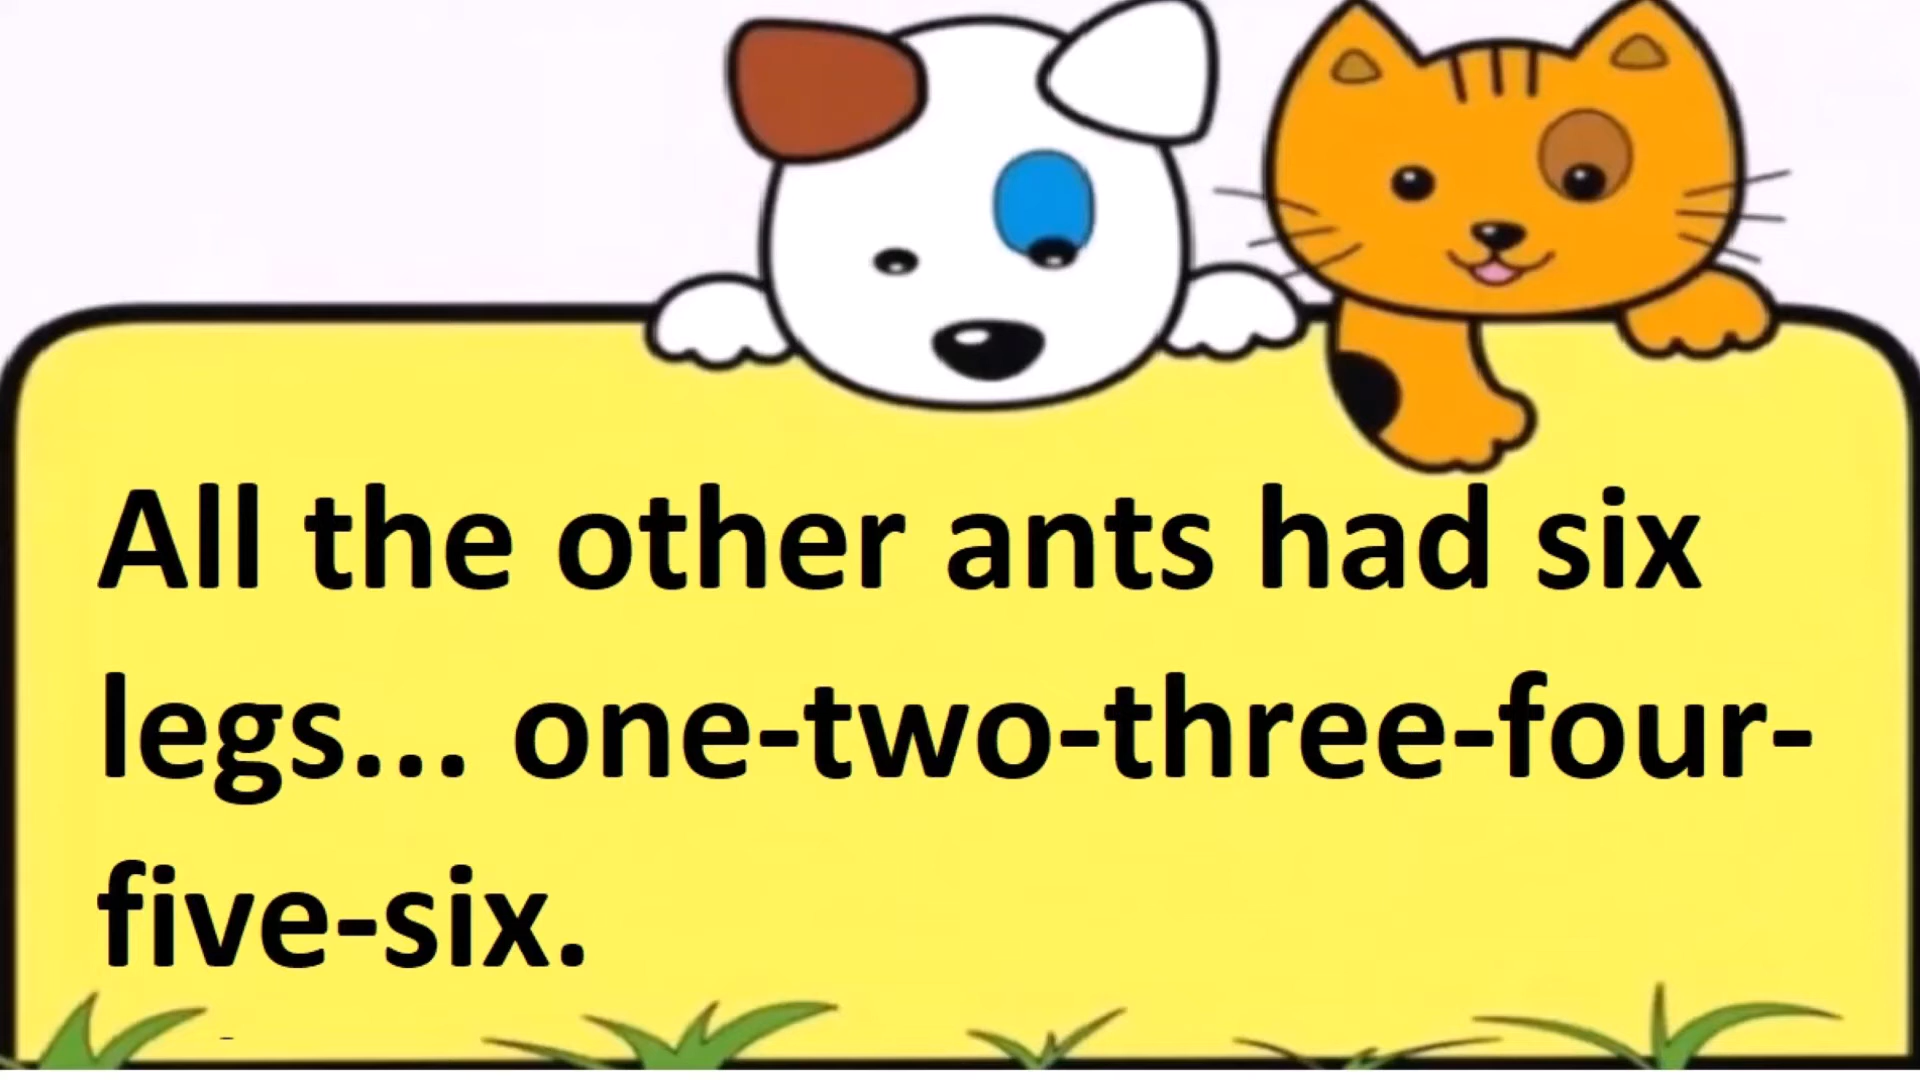 All the other ants had six
legs... one-two-three-four-
five-six.